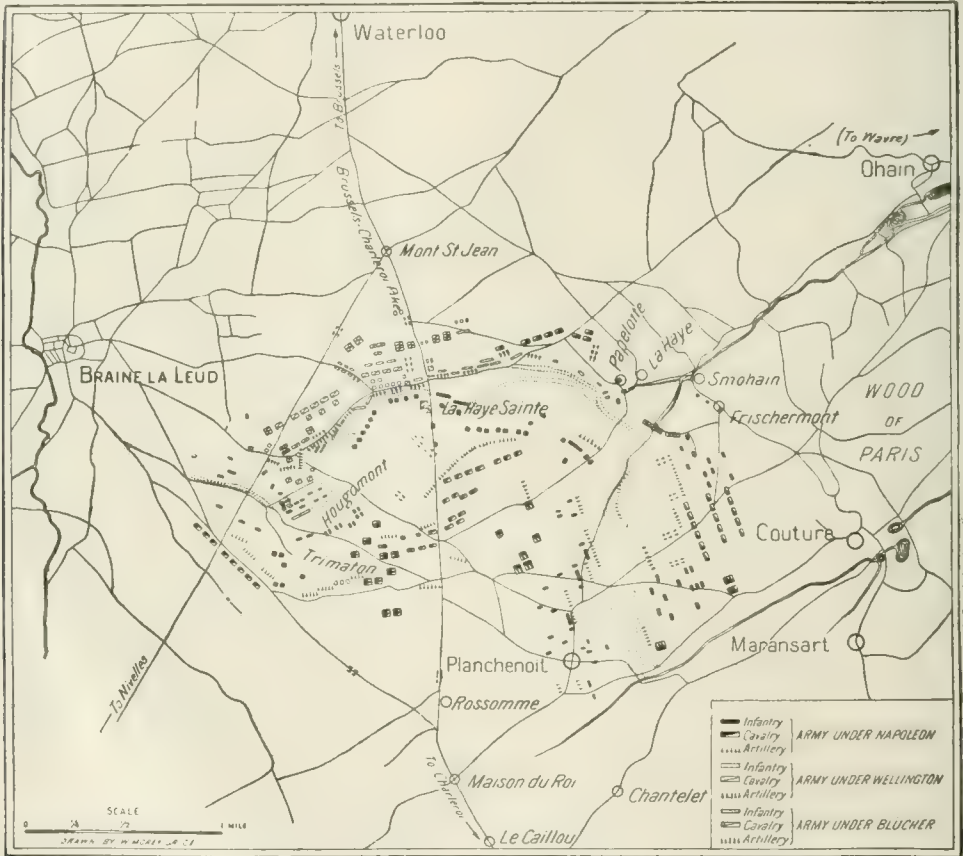 Waterloo
To Brussels
(To Wavre)
Ohain
Brussels-Charleroi Pike
Mont St Jean
Papelotte
La Haye
BRAINE LA LEUD
Smohain
WOOD
OF
PARIS
La Haye Sainte
Frischermont
Hougamont
Trimaton
Couture
Planchenoit
Maransart
To Nivelles
Rossomme
To Charleroi
Maison du Roi
Chantelet
Le Caillou
SCALE
0 1/4 1/2 1 MILE
DRAWN BY
Infantry
Cavalry
Artillery
ARMY UNDER NAPOLEON
Infantry
Cavalry
Artillery
ARMY UNDER WELLINGTON
Infantry
Cavalry
Artillery
ARMY UNDER BLUCHER